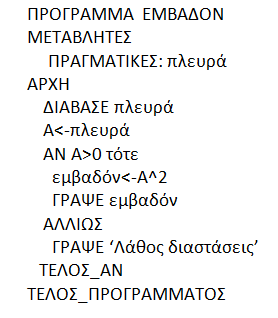 ΠΡΟΓΡΑΜΜΑ ΕΜΒΑΔΟΝ
ΜΕΤΑΒΛΗΤΕΣ
ΠΡΑΓΜΑΤΙΚΕΣ: πλευρά
ΑΡΧΗ
ΔΙΑΒΑΣΕ πλευρά
Α<-πλευρά
ΑΝ Α>0 τότε
εμβαδόν<-Α^2
ΓΡΑΨΕ εμβαδόν
ΑΛΛΙΩΣ
ΓΡΑΨΕ ‘Λάθος διαστάσεις’
ΤΕΛΟΣ_ΑΝ
ΤΕΛΟΣ_ΠΡΟΓΡΑΜΜΑΤΟΣ